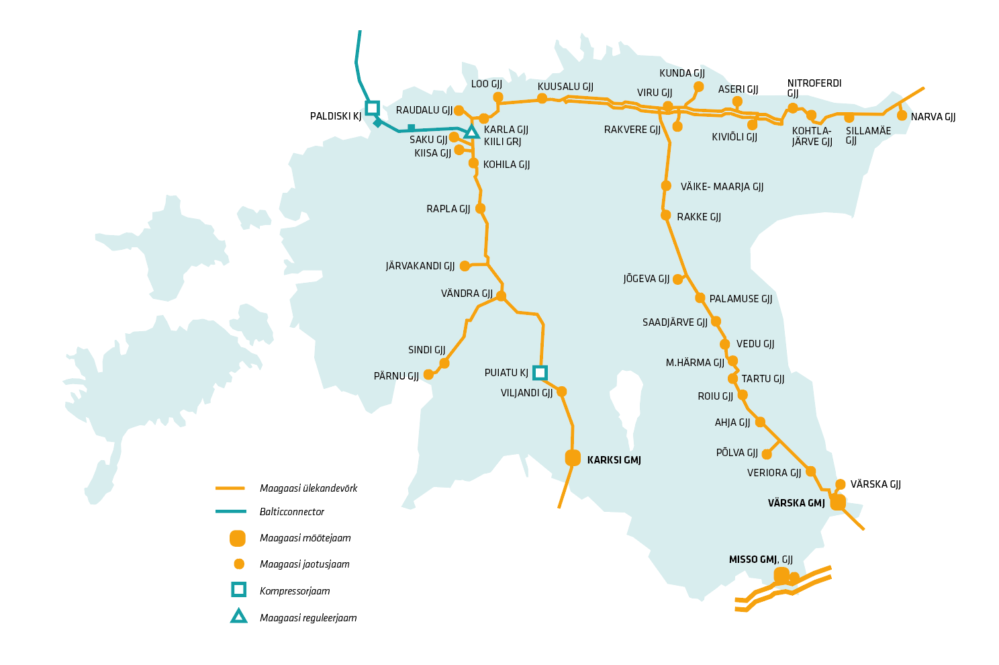 KUNDA GJJ
LOO GJJ
KUUSALU GJJ
NITROFERDI
GJJ
ASERI GJJ
VIRU GJJ
RAUDALU GJJ
PALDISKI KJ
NARVA GJJ
KARLA GJJ
KIILI GRJ
RAKVERE GJJ
KIVIÕLI GJJ
KOHTLA-
JÄRVE GJJ
SILLAMÄE
GJJ
SAKU GJJ
KIISA GJJ
KOHILA GJJ
VÄIKE- MAARJA GJJ
RAPLA GJJ
RAKKE GJJ
JÄRVAKANDI GJJ
JÕGEVA GJJ
VÄNDRA GJJ
PALAMUSE GJJ
SAADJÄRVE GJJ
VEDU GJJ
SINDI GJJ
M.HÄRMA GJJ
PÄRNU GJJ
PUIATU KJ
TARTU GJJ
VILJANDI GJJ
ROIU GJJ
AHJA GJJ
PÕLVA GJJ
KARKSI GMJ
VERIORA GJJ
VÄRSKA GJJ
VÄRSKA GMJ
MISSO GMJ, GJJ
Maagaasi ülekandevõrk
Balticconnector
Maagaasi mõõtejaam
Maagaasi jaotusjaam
Kompressorjaam
Maagaasi reguleerjaam